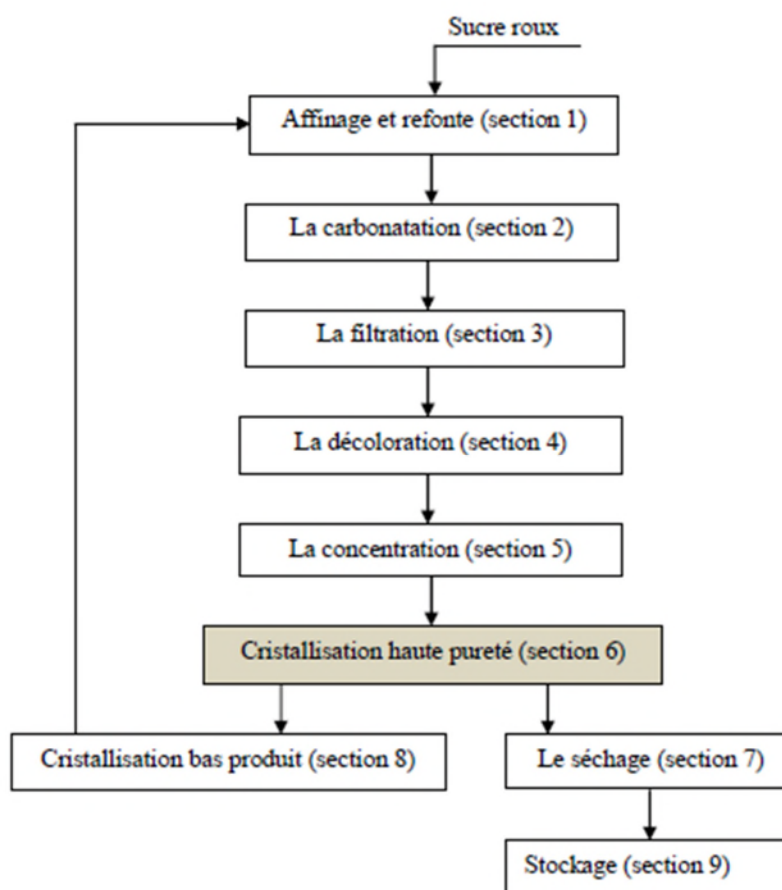 Sucre roux
Affinage et refonte (section 1)
La carbonatation (section 2)
La filtration (section 3)
La décoloration (section 4)
La concentration (section 5)
Cristallisation haute pureté (section 6)
Cristallisation bas produit (section 8)
Le séchage (section 7)
Stockage (section 9)